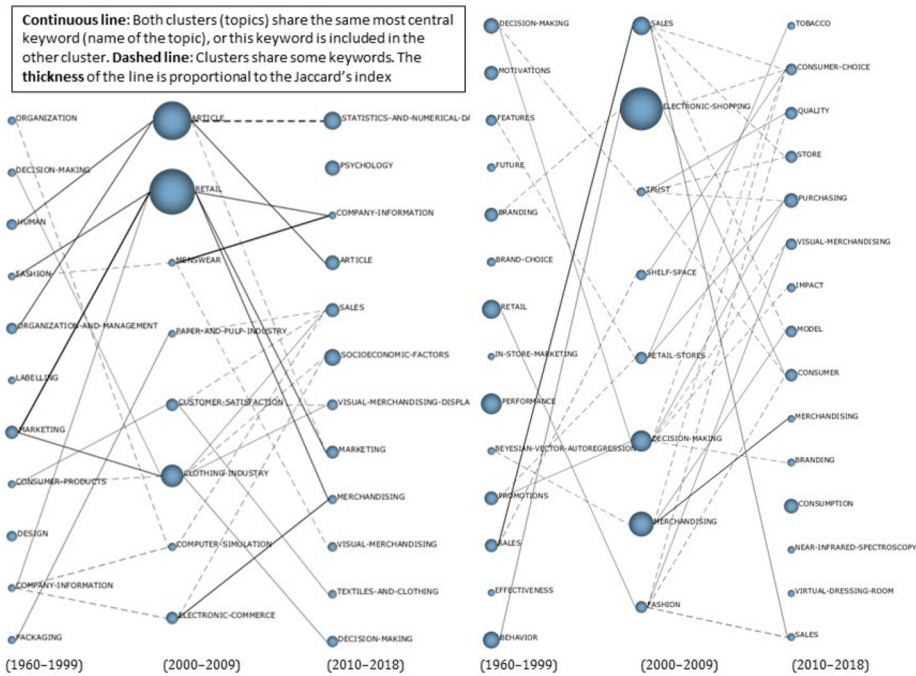 Continuous line: Both clusters (topics) share the same most central
keyword (name of the topic), or this keyword is included in the
other cluster. Dashed line: Clusters share some keywords. The
thickness of the line is proportional to the Jaccard's index
ORGANIZATION
DECISION-MAKING
HUMAN
FASHION
ORGANIZATION-AND-MANAGEMENT
LABELLING
MARKETING
CONSUMER-PRODUCTS
DESIGN
COMPANY-INFORMATION
PACKAGING
(1960–1999)
ARTICLE
RETAIL
MENSWEAR
PAPER-AND-PULP-INDUSTRY
CUSTOMER-SATISFACTION
CLOTHING-INDUSTRY
COMPUTER-SIMULATION
ELECTRONIC-COMMERCE
(2000–2009)
STATISTICS-AND-NUMERICAL-DA
PSYCHOLOGY
COMPANY-INFORMATION
ARTICLE
SALES
SOCIOECONOMIC-FACTORS
VISUAL-MERCHANDISING-DISPLA
MARKETING
MERCHANDISING
VISUAL-MERCHANDISING
TEXTILES-AND-CLOTHING
DECISION-MAKING
(2010–2018)
DECISION-MAKING
MOTIVATIONS
FEATURES
FUTURE
BRANDING
BRAND-CHOICE
RETAIL
IN-STORE-MARKETING
PERFORMANCE
BEYESIAN-VECTOR-AUTOREGRESSION
PROMOTIONS
SALES
EFFECTIVENESS
BEHAVIOR
(1960–1999)
SALES
ELECTRONIC-SHOPPING
TRUST
SHELF-SPACE
RETAIL-STORES
DECISION-MAKING
MERCHANDISING
FASHION
(2000–2009)
TOBACCO
CONSUMER-CHOICE
QUALITY
STORE
PURCHASING
VISUAL-MERCHANDISING
IMPACT
MODEL
CONSUMER
MERCHANDISING
BRANDING
CONSUMPTION
NEAR-INFRARED-SPECTROSCOPY
VIRTUAL-DRESSING-ROOM
SALES
(2010–2018)